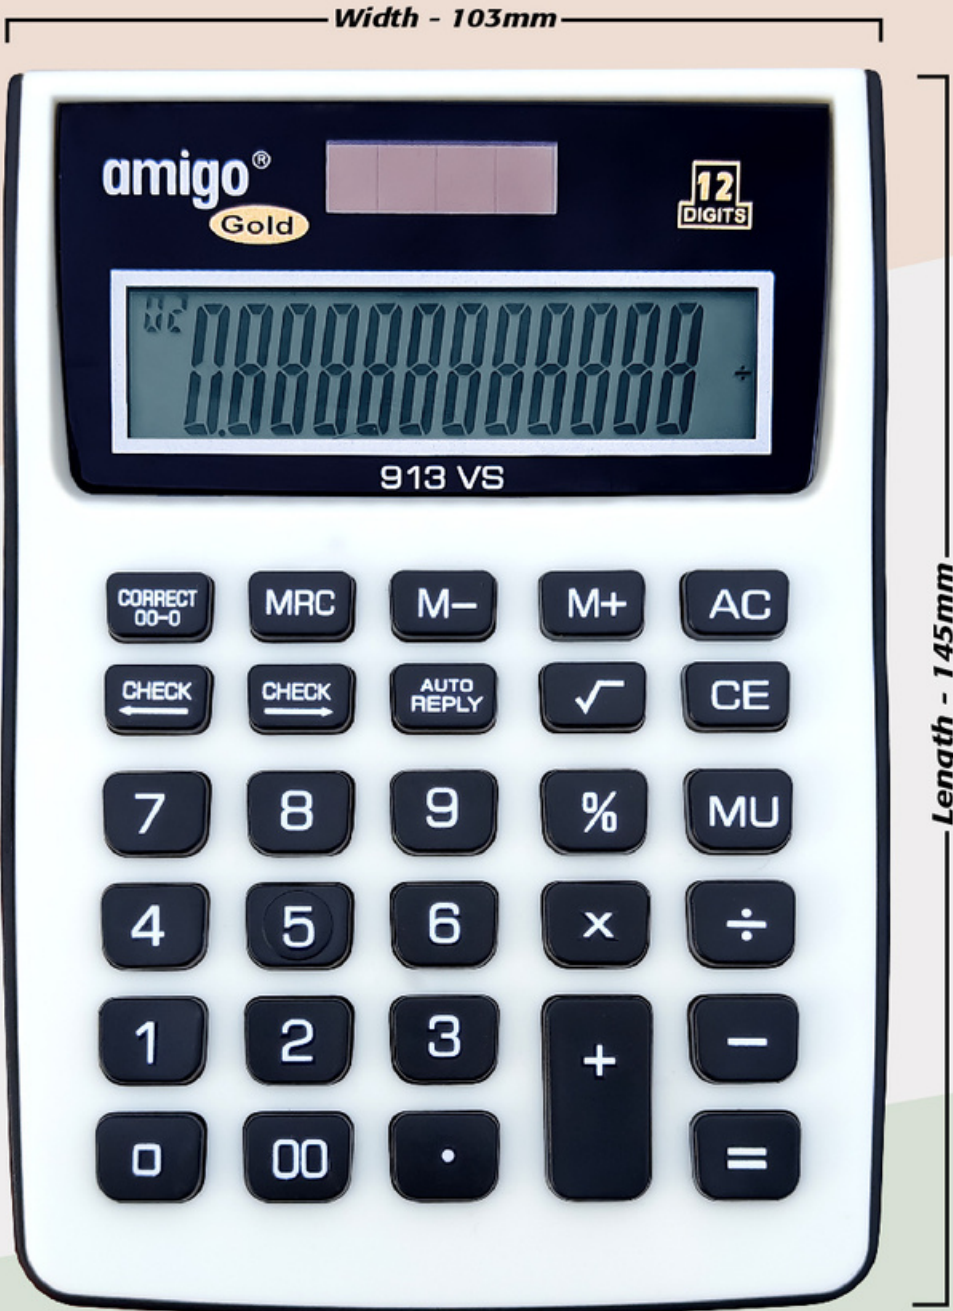 Width - 103mm
amigo®
Gold
12
DIGITS
÷
913 VS
CORRECT
00-0
MRC M− M+ AC
CHECK
←
CHECK
→
AUTO
REPLY
√ CE
7 8 9 % MU
4 5 6 x ÷
1 2 3 + −
0 00 . =
Length - 145mm